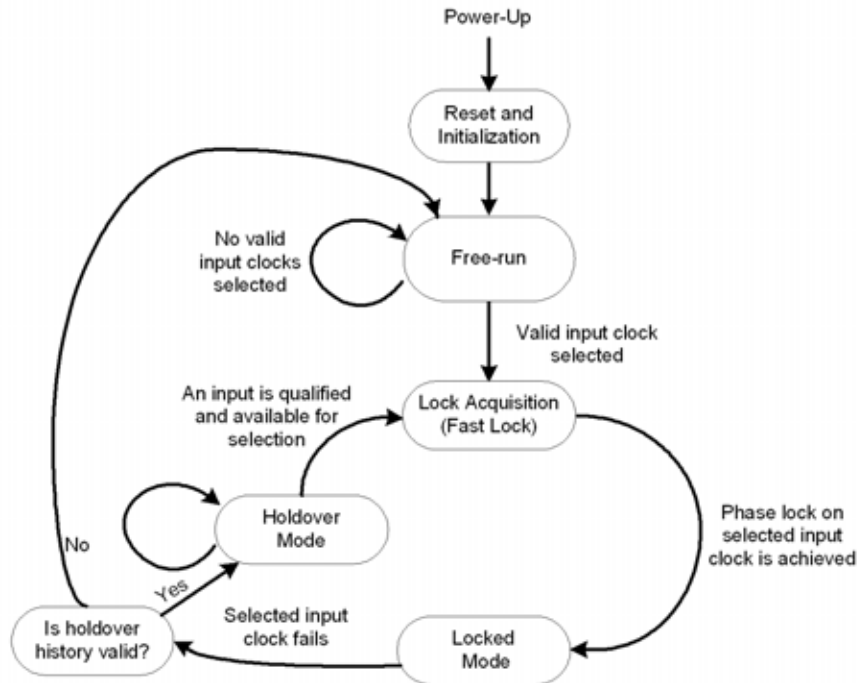 Power-Up
Reset and
Initialization
No valid
input clocks
selected
Free-run
Valid input clock
selected
An input is qualified
and available for
selection
Lock Acquisition
(Fast Lock)
Holdover
Mode
Phase lock on
selected input
clock is achieved
No
Yes
Is holdover
history valid?
Selected input
clock fails
Locked
Mode